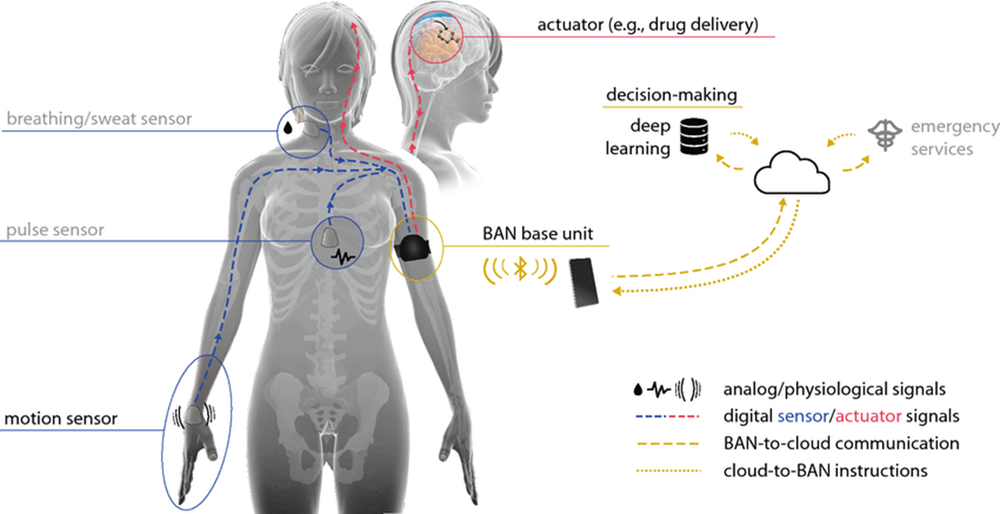 actuator (e.g., drug delivery)
decision-making
deep
learning
emergency
services
breathing/sweat sensor
pulse sensor
BAN base unit
motion sensor
analog/physiological signals
digital sensor/actuator signals
BAN-to-cloud communication
cloud-to-BAN instructions